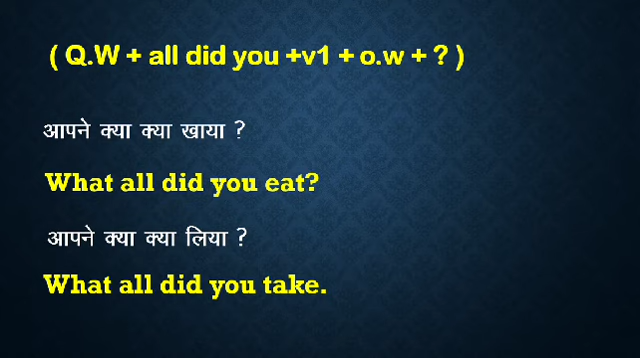 ( Q.W + all did you +v1 + o.w + ? )
आपने क्या क्या खाया ?
What all did you eat?
आपने क्या क्या लिया ?
What all did you take.